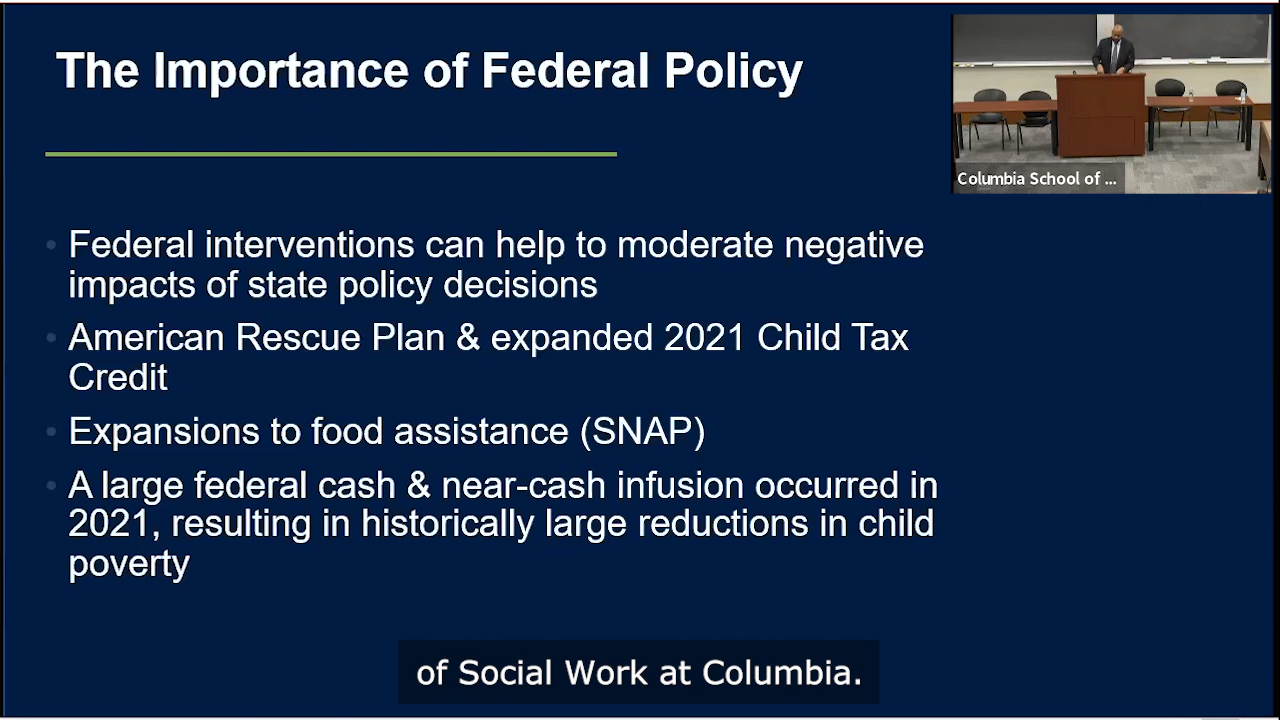 The Importance of Federal Policy
Columbia School of ...
• Federal interventions can help to moderate negative
impacts of state policy decisions
• American Rescue Plan & expanded 2021 Child Tax
Credit
• Expansions to food assistance (SNAP)
• A large federal cash & near-cash infusion occurred in
2021, resulting in historically large reductions in child
poverty
of Social Work at Columbia.